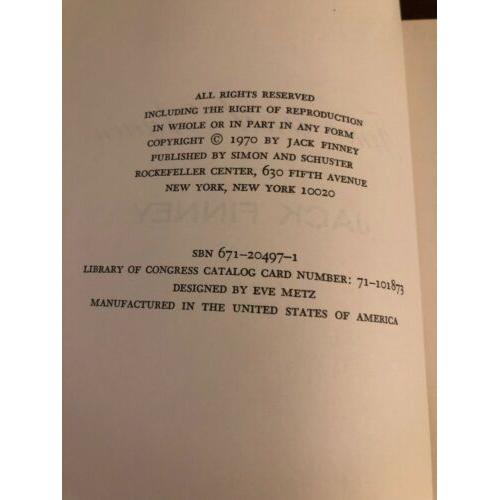 ALL RIGHTS RESERVED
INCLUDING THE RIGHT OF REPRODUCTION
IN WHOLE OR IN PART IN ANY FORM
COPYRIGHT © 1970 BY JACK FINNEY
PUBLISHED BY SIMON AND SCHUSTER
ROCKEFELLER CENTER, 630 FIFTH AVENUE
NEW YORK, NEW YORK 10020
JACK FINNEY
SBN 671-20497-1
LIBRARY OF CONGRESS CATALOG CARD NUMBER: 71-101873
DESIGNED BY EVE METZ
MANUFACTURED IN THE UNITED STATES OF AMERICA